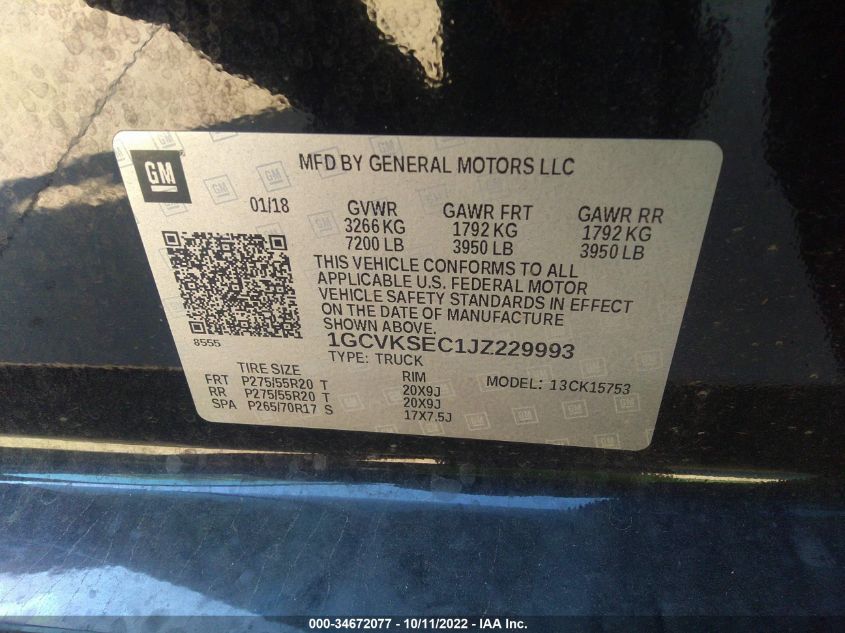 GM
MFD BY GENERAL MOTORS LLC
01/18 GVWR GAWR FRT GAWR RR
3266 KG 1792 KG 1792 KG
7200 LB 3950 LB 3950 LB
THIS VEHICLE CONFORMS TO ALL
APPLICABLE U.S. FEDERAL MOTOR
VEHICLE SAFETY STANDARDS IN EFFECT
ON THE DATE OF MANUFACTURE
SHOWN ABOVE.
8555
1GCVKSEC1JZ229993
TYPE: TRUCK
TIRE SIZE RIM MODEL: 13CK15753
FRT P275/55R20 T 20X9J
RR P275/55R20 T 20X9J
SPA P265/70R17 S 17X7.5J
000-34672077 - 10/11/2022 - IAA Inc.